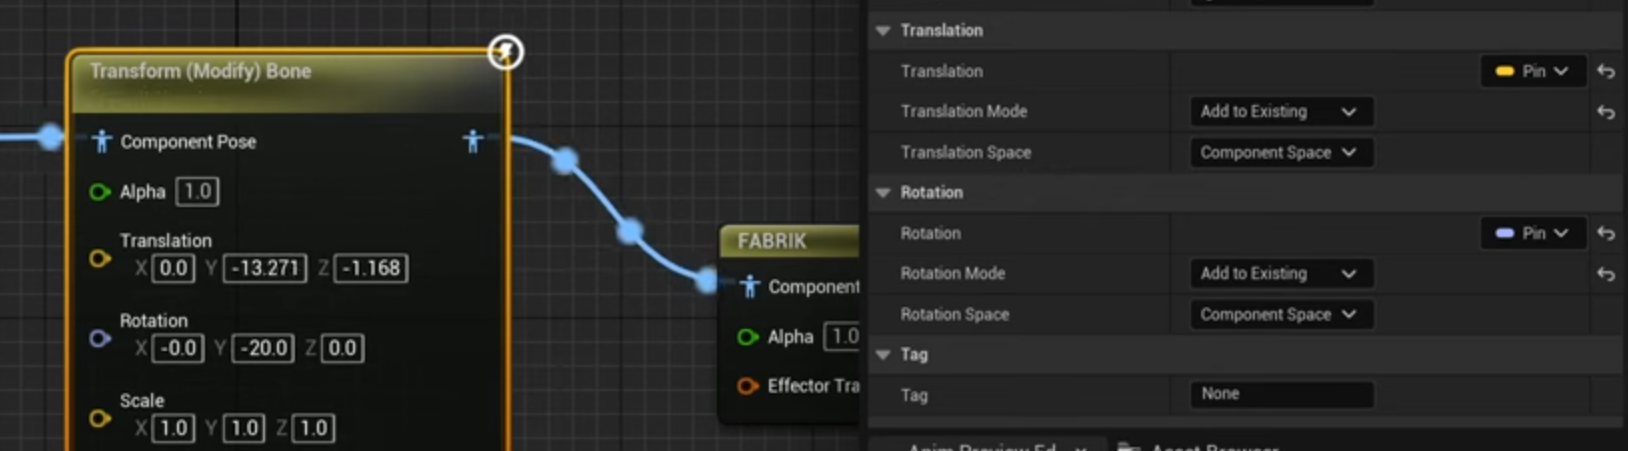 Transform (Modify) Bone
Component Pose
Alpha 1.0
Translation
X 0.0 Y -13.271 Z -1.168
Rotation
X -0.0 Y -20.0 Z 0.0
Scale
X 1.0 Y 1.0 Z 1.0
FABRIK
Component
Alpha 1.0
Effector Tra
Translation
Translation Pin
Translation Mode Add to Existing
Translation Space Component Space
Rotation
Rotation Pin
Rotation Mode Add to Existing
Rotation Space Component Space
Tag
Tag None
Anim Preview Ed
Asset Browser